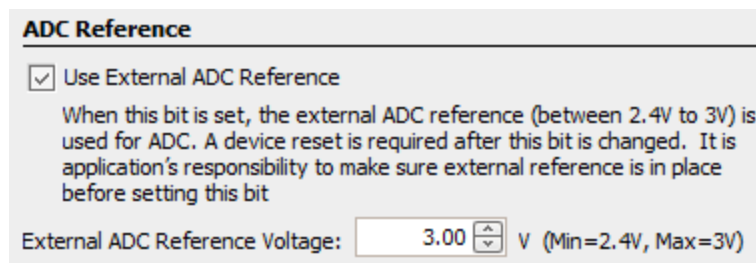 ADC Reference
Use External ADC Reference
When this bit is set, the external ADC reference (between 2.4V to 3V) is
used for ADC. A device reset is required after this bit is changed.  It is
application's responsibility to make sure external reference is in place
before setting this bit
External ADC Reference Voltage: 3.00 V (Min=2.4V, Max=3V)